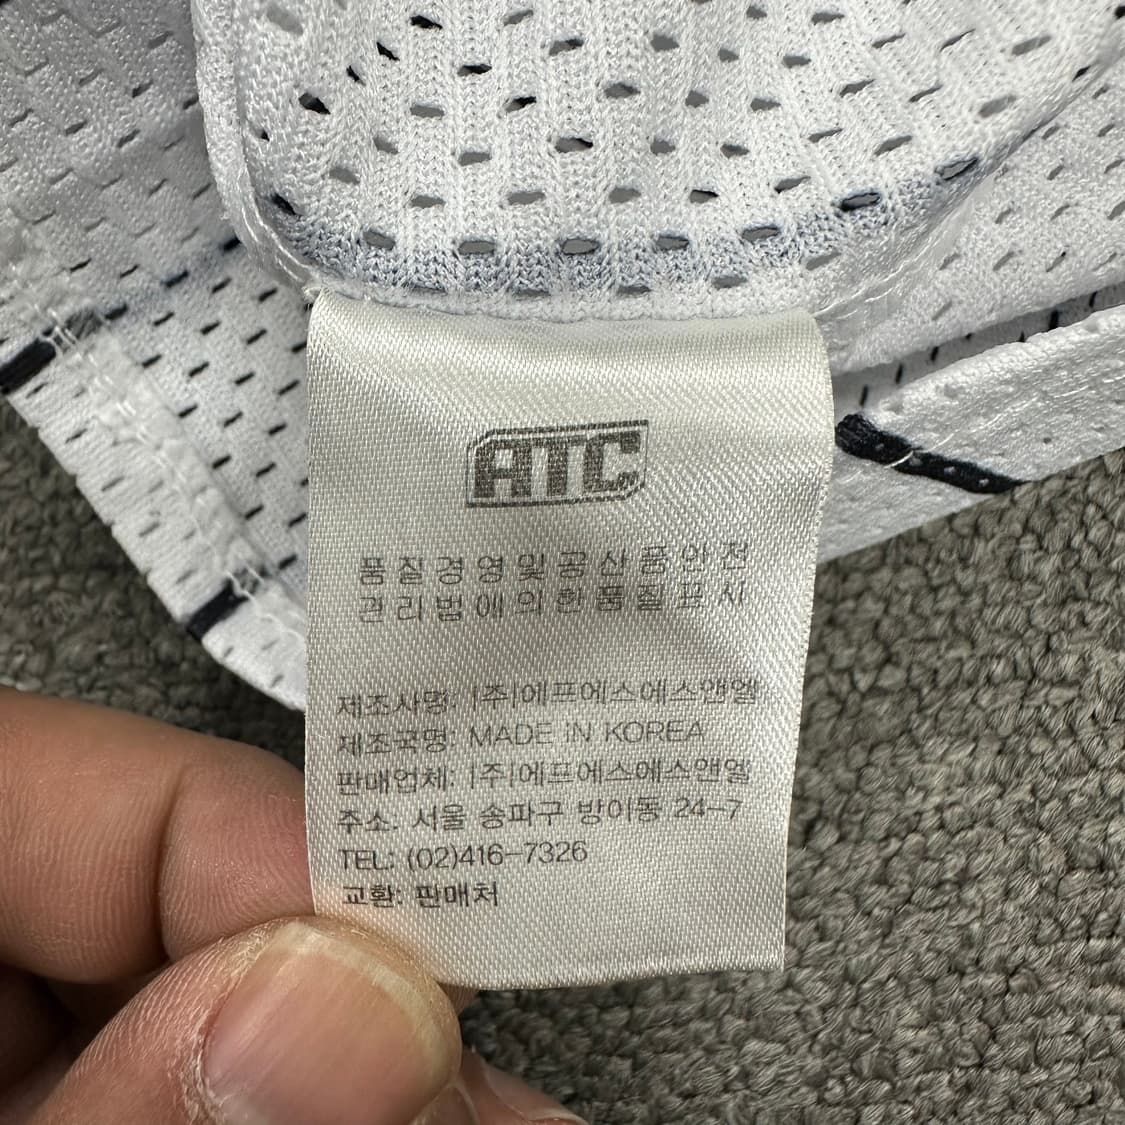 ATC
품질경영및공산품안전
관리법에의한품질표시
제조사명: |주|에프에스에스앤엘
제조국명: MADE IN KOREA
판매업체: |주|에프에스에스앤엘
주소. 서울 송파구 방이동 24-7
TEL: (02)416-7326
교환: 판매처